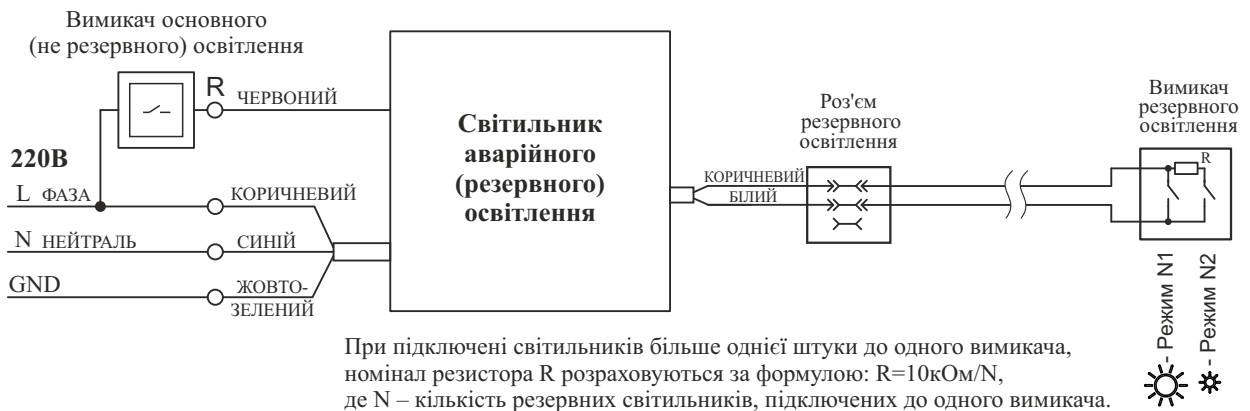 Вимикач основного
(не резервного) освітлення
R
ЧЕРВОНИЙ
220В
L ФАЗА
КОРИЧНЕВИЙ
N НЕЙТРАЛЬ
СИНІЙ
GND
ЖОВТО-
ЗЕЛЕНИЙ
Світильник
аварійного
(резервного)
освітлення
КОРИЧНЕВИЙ
БІЛИЙ
Роз'єм
резервного
освітлення
Вимикач
резервного
освітлення
R
- Режим N1
- Режим N2
При підключені світильників більше однієї штуки до одного вимикача,
номінал резистора R розраховуються за формулою: R=10кОм/N,
де N – кількість резервних світильників, підключених до одного вимикача.